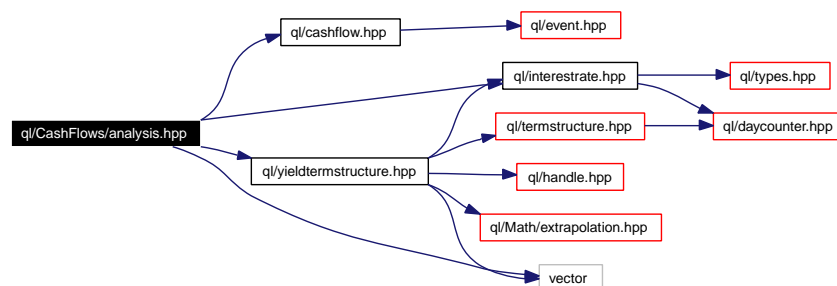 ql/cashflow.hpp
ql/event.hpp
ql/interestrate.hpp
ql/types.hpp
ql/CashFlows/analysis.hpp
ql/termstructure.hpp
ql/daycounter.hpp
ql/yieldtermstructure.hpp
ql/handle.hpp
ql/Math/extrapolation.hpp
vector